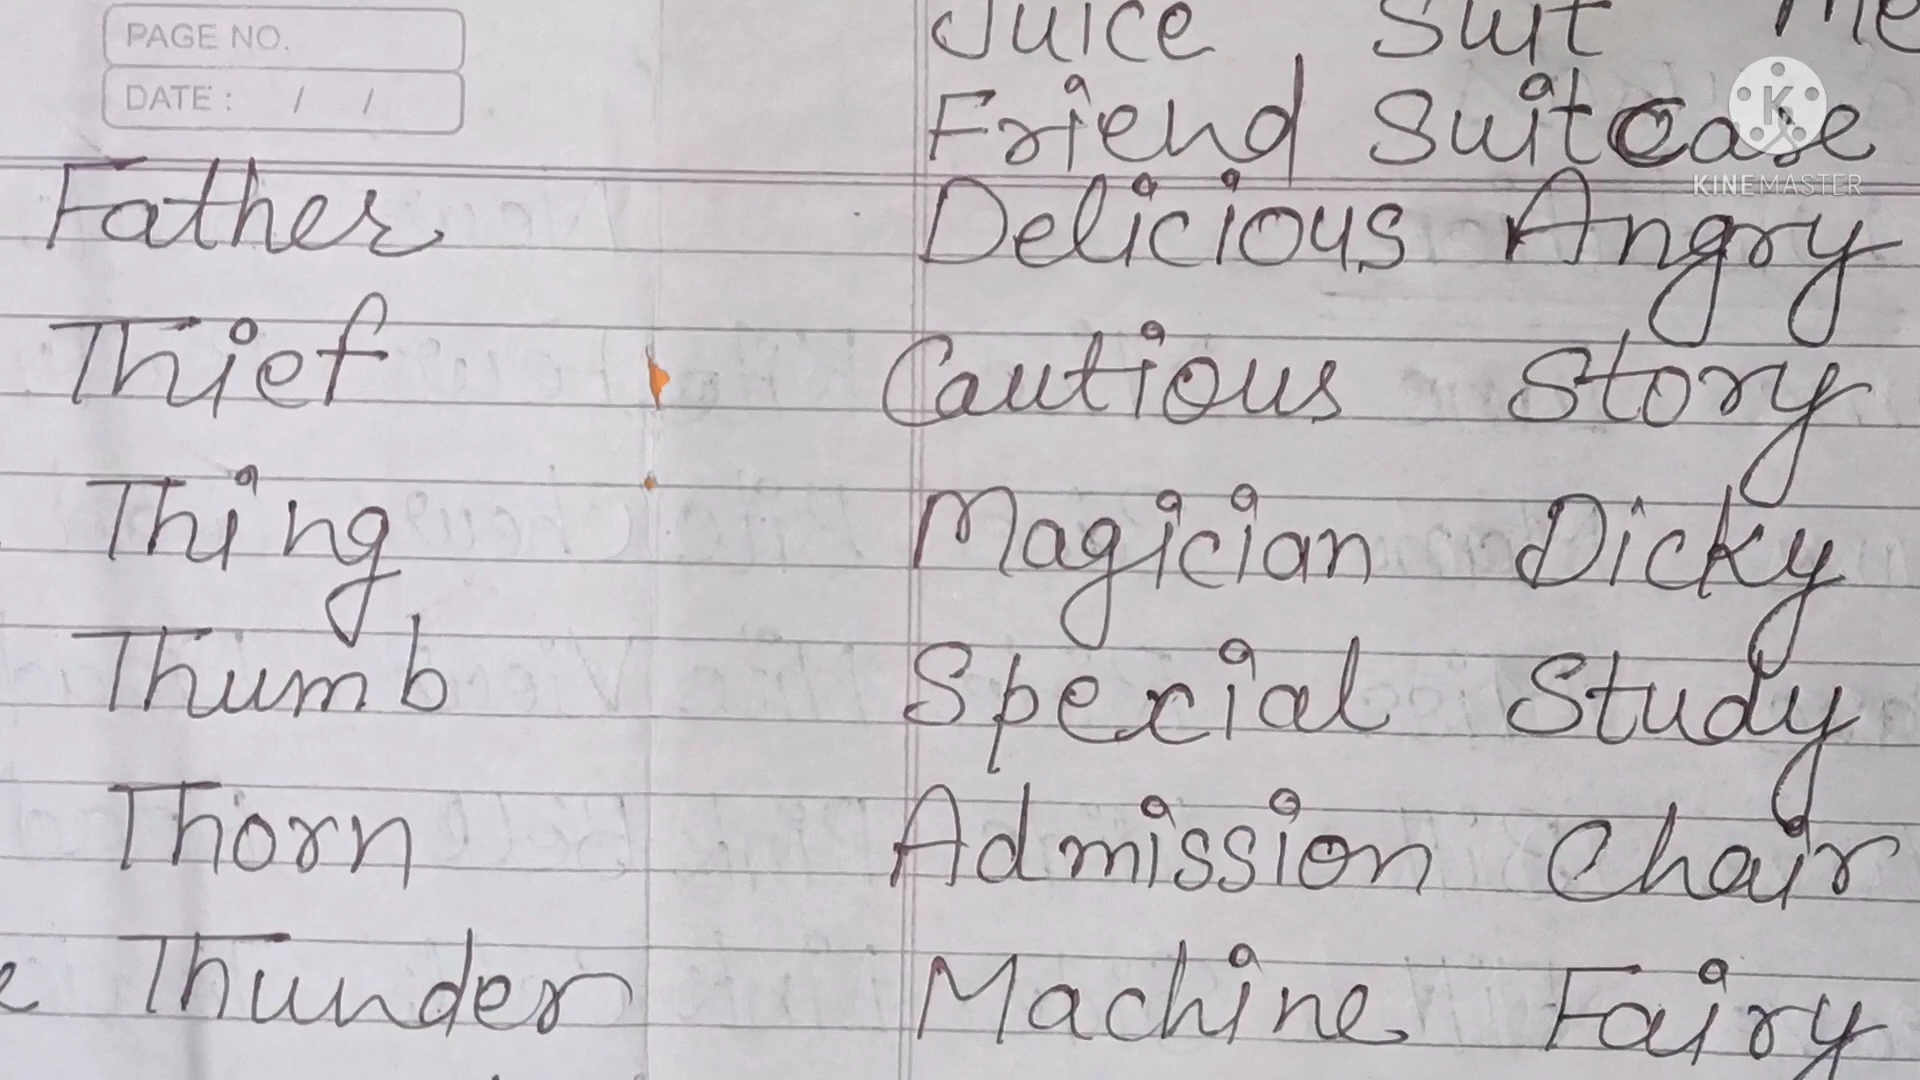 PAGE NO.
DATE : / /
Father
Thief
Thing
Thumb
Thorn
Thunder
Juice Suit
Friend Suitcase
Delicious Angry
Cautious Story
Magician Dicky
Special Study
Admission Chair
Machine Fairy
K
KINEMASTER